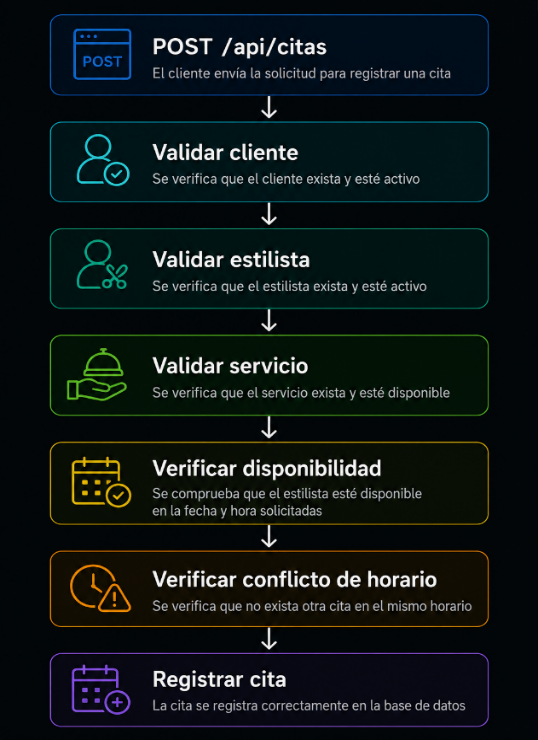 POST
POST /api/citas
El cliente envía la solicitud para registrar una cita
Validar cliente
Se verifica que el cliente exista y esté activo
Validar estilista
Se verifica que el estilista exista y esté activo
Validar servicio
Se verifica que el servicio exista y esté disponible
Verificar disponibilidad
Se comprueba que el estilista esté disponible
en la fecha y hora solicitadas
Verificar conflicto de horario
Se verifica que no exista otra cita en el mismo horario
Registrar cita
La cita se registra correctamente en la base de datos